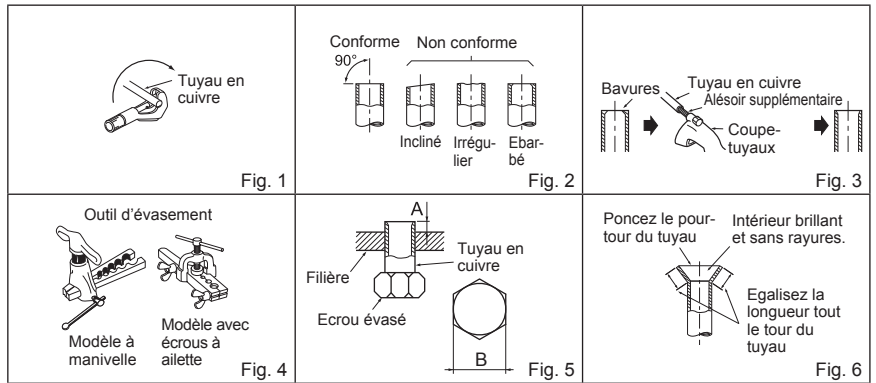 Tuyau en
cuivre
Fig. 1
Conforme
Non conforme
90°
Incliné
Irrégu-
lier
Ebar-
bé
Fig. 2
Bavures
Tuyau en cuivre
Alésoir supplémentaire
Coupe-
tuyaux
Fig. 3
Outil d’évasement
Modèle à
manivelle
Modèle avec
écrous à
ailette
Fig. 4
A
Tuyau en
cuivre
Filière
Ecrou évasé
B
Fig. 5
Poncez le pour-
tour du tuyau
Intérieur brillant
et sans rayures.
Egalisez la
longueur tout
le tour du
tuyau
Fig. 6